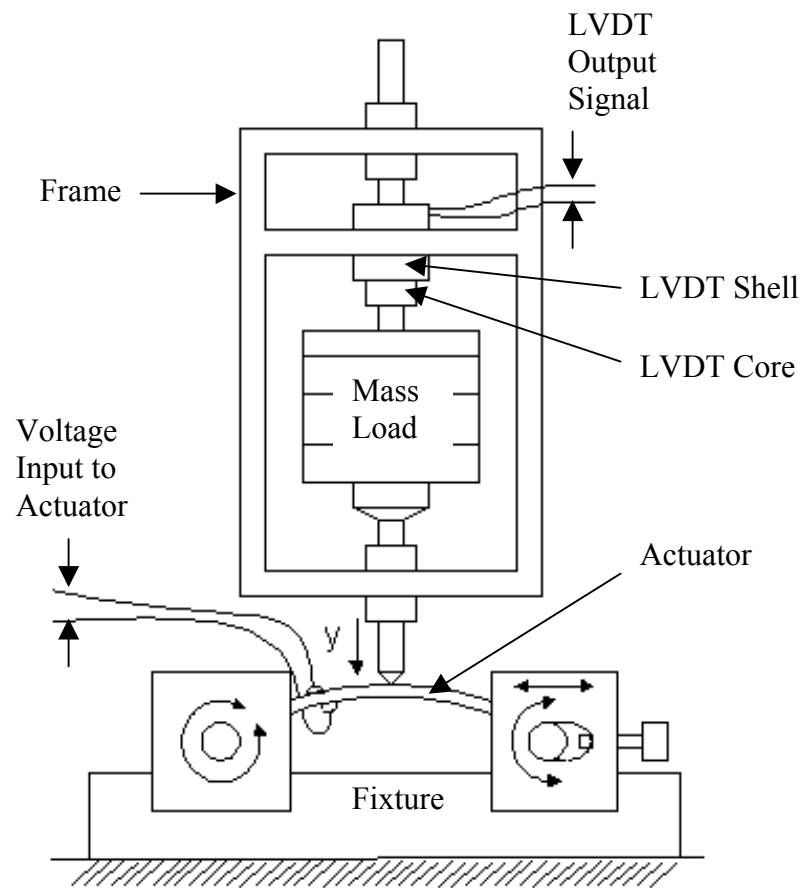 LVDT
Output
Signal
Frame
LVDT Shell
LVDT Core
Mass
Load
Voltage
Input to
Actuator
Actuator
y
Fixture